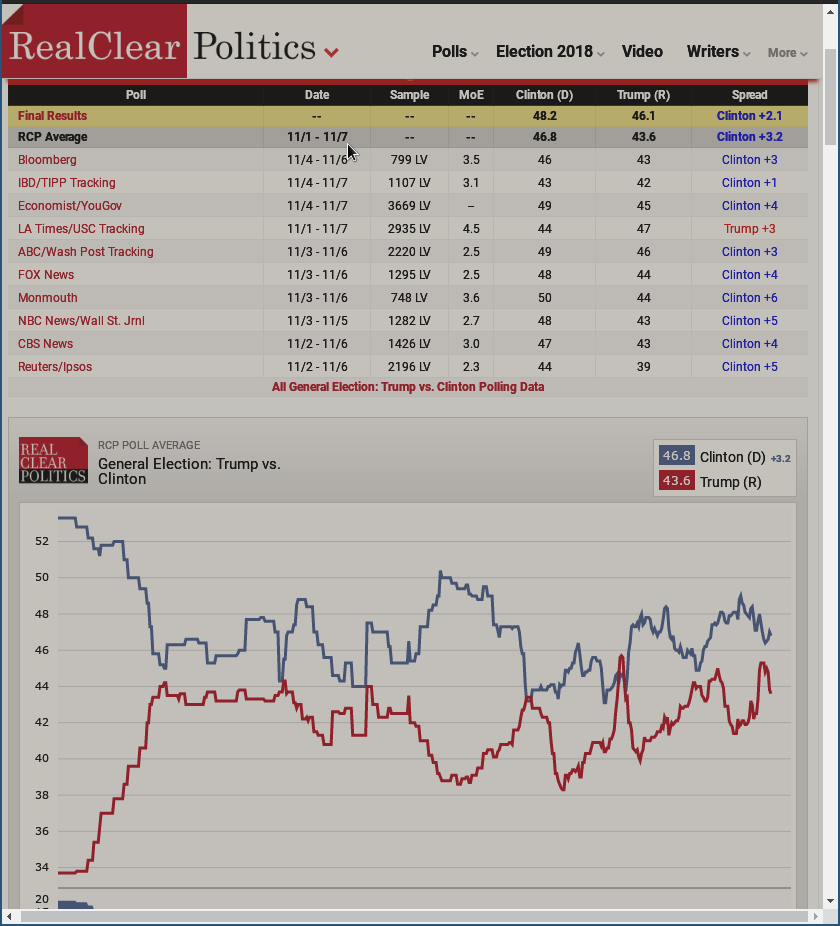 RealClear Politics
Polls Election 2018 Video Writers More
Poll Date Sample MoE Clinton (D) Trump (R) Spread
Final Results -- -- -- 48.2 46.1 Clinton +2.1
RCP Average 11/1 - 11/7 -- -- 46.8 43.6 Clinton +3.2
Bloomberg 11/4 - 11/6 799 LV 3.5 46 43 Clinton +3
IBD/TIPP Tracking 11/4 - 11/7 1107 LV 3.1 43 42 Clinton +1
Economist/YouGov 11/4 - 11/7 3669 LV -- 49 45 Clinton +4
LA Times/USC Tracking 11/1 - 11/7 2935 LV 4.5 44 47 Trump +3
ABC/Wash Post Tracking 11/3 - 11/6 2220 LV 2.5 49 46 Clinton +3
FOX News 11/3 - 11/6 1295 LV 2.5 48 44 Clinton +4
Monmouth 11/3 - 11/6 748 LV 3.6 50 44 Clinton +6
NBC News/Wall St. Jrnl 11/3 - 11/5 1282 LV 2.7 48 43 Clinton +5
CBS News 11/2 - 11/6 1426 LV 3.0 47 43 Clinton +4
Reuters/Ipsos 11/2 - 11/6 2196 LV 2.3 44 39 Clinton +5
All General Election: Trump vs. Clinton Polling Data
REAL
CLEAR
POLITICS
RCP POLL AVERAGE
General Election: Trump vs.
Clinton
46.8 Clinton (D) +3.2
43.6 Trump (R)
52
50
48
46
44
42
40
38
36
34
20